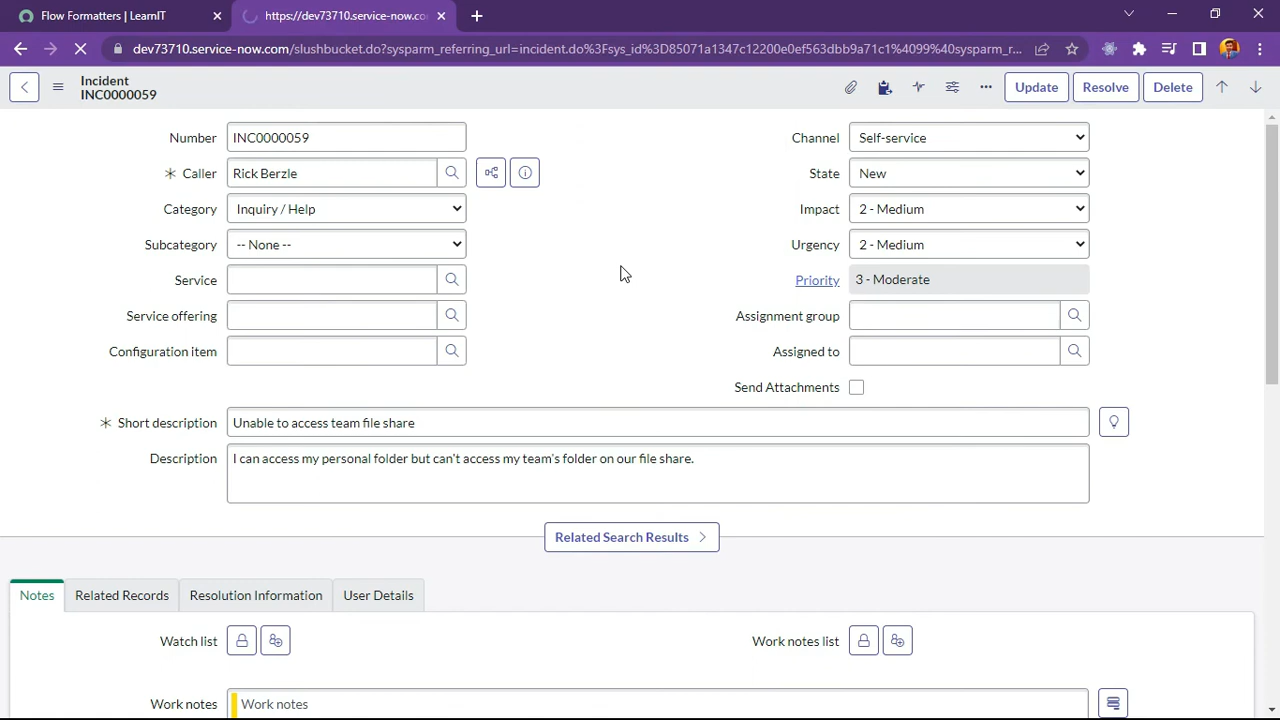 Flow Formatters | LearnIT
https://dev73710.service-now.co
dev73710.service-now.com/slushbucket.do?sysparm_referring_url=incident.do%3Fsys_id%3D85071a1347c12200e0ef563dbb9a71c1%4099%40sysparm_r...
Incident
INC0000059
Update
Resolve
Delete
Number
INC0000059
Channel
Self-service
Caller
Rick Berzle
State
New
Category
Inquiry / Help
Impact
2 - Medium
Subcategory
-- None --
Urgency
2 - Medium
Service
Priority
3 - Moderate
Service offering
Assignment group
Configuration item
Assigned to
Send Attachments
Short description
Unable to access team file share
Description
I can access my personal folder but can't access my team's folder on our file share.
Related Search Results
Notes
Related Records
Resolution Information
User Details
Watch list
Work notes list
Work notes
Work notes